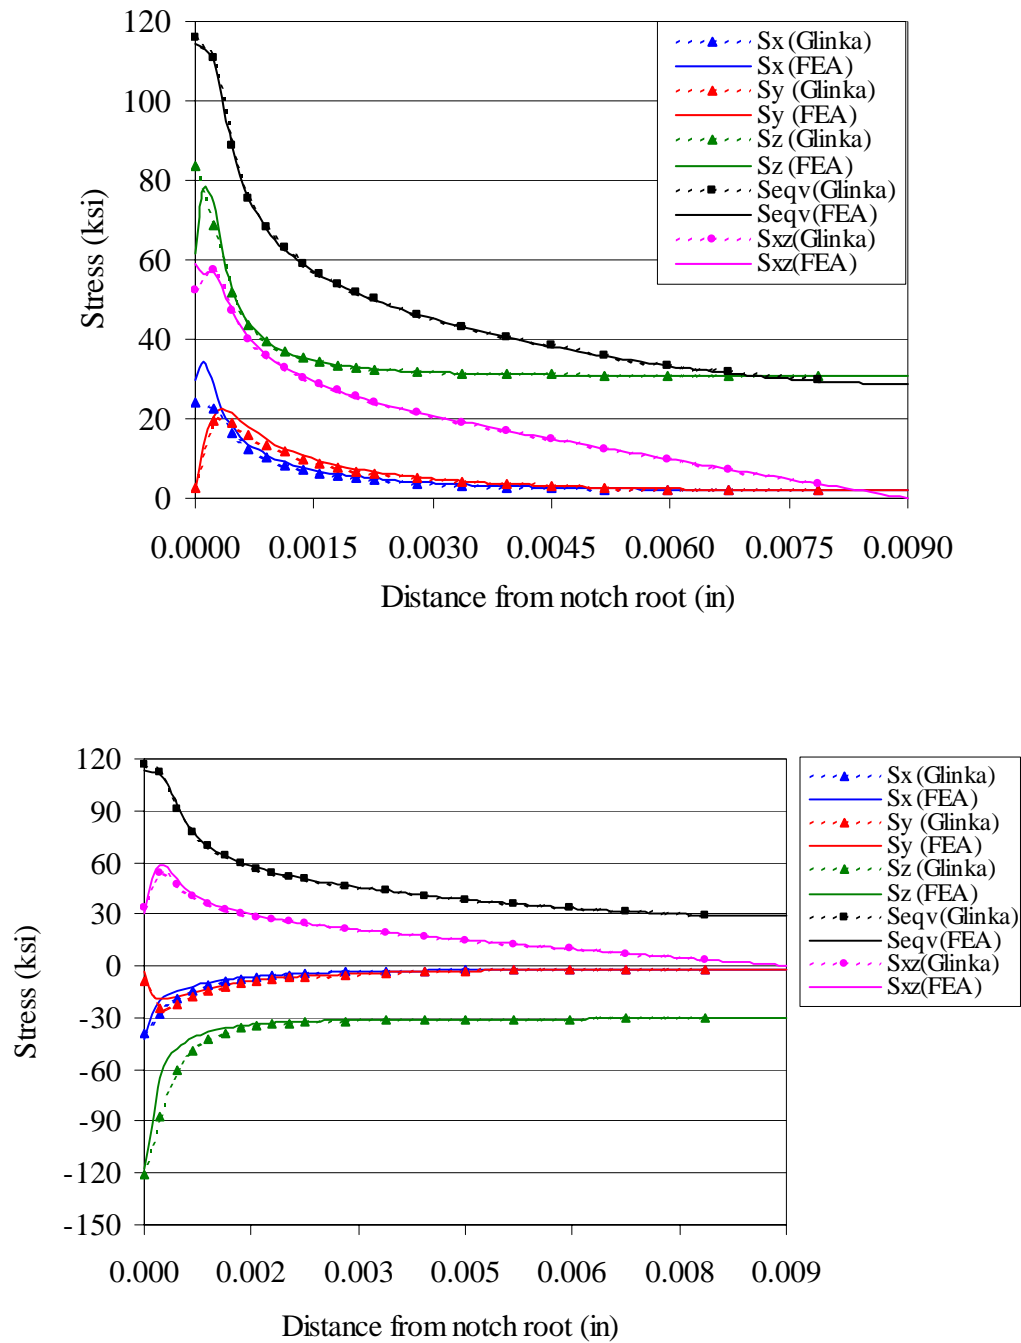 120
100
80
60
40
20
0
Stress (ksi)
Sx (Glinka)
Sx (FEA)
Sy (Glinka)
Sy (FEA)
Sz (Glinka)
Sz (FEA)
Seqv(Glinka)
Seqv(FEA)
Sxz(Glinka)
Sxz(FEA)
0.0000 0.0015 0.0030 0.0045 0.0060 0.0075 0.0090
Distance from notch root (in)
120
90
60
30
0
-30
-60
-90
-120
-150
Stress (ksi)
Sx (Glinka)
Sx (FEA)
Sy (Glinka)
Sy (FEA)
Sz (Glinka)
Sz (FEA)
Seqv(Glinka)
Seqv(FEA)
Sxz(Glinka)
Sxz(FEA)
0.000 0.002 0.003 0.005 0.006 0.008 0.009
Distance from notch root (in)